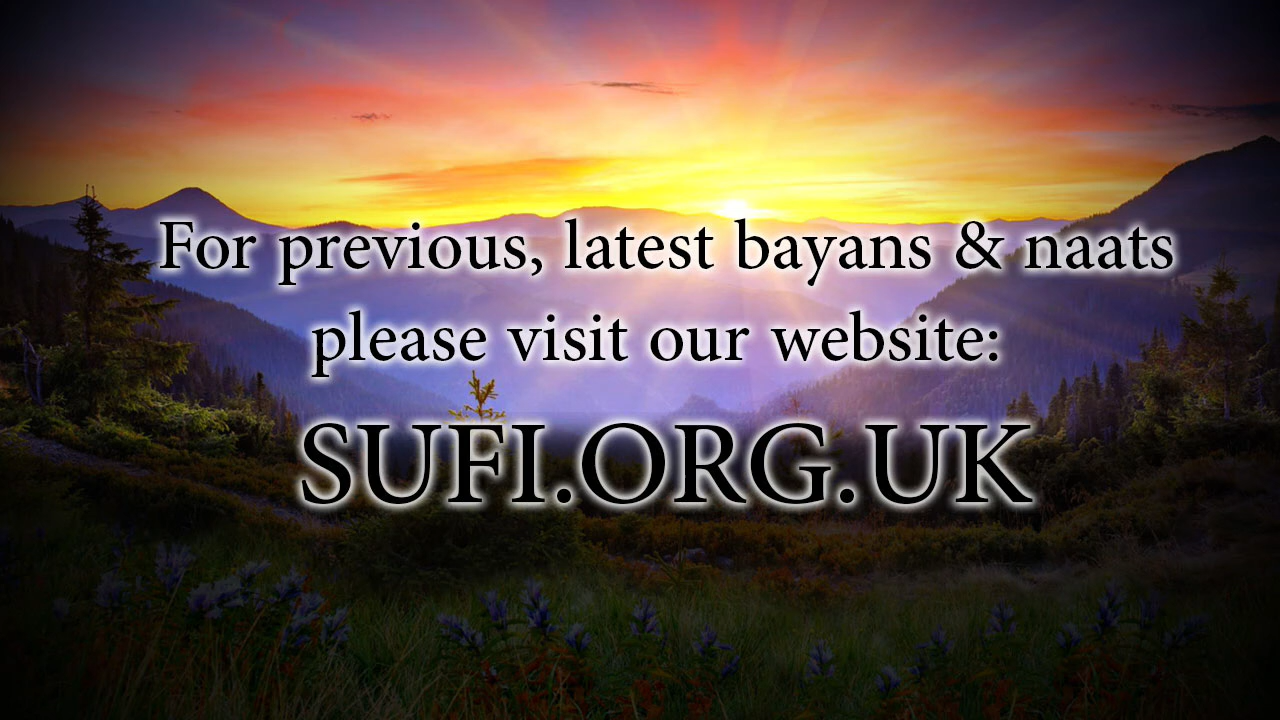 For previous, latest bayans & naats
please visit our website:
SUFI.ORG.UK